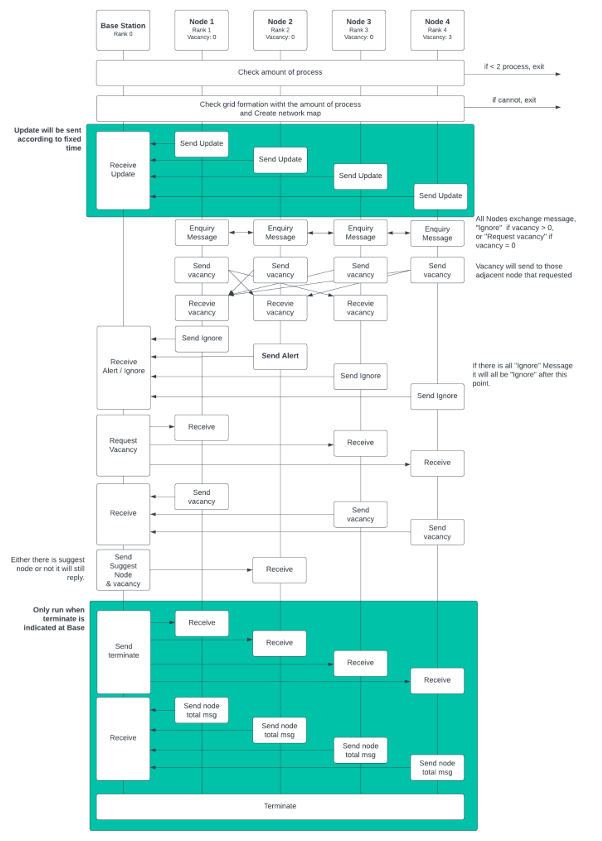 Base Station
Rank 0
Node 1
Rank 1
Vacancy: 0
Node 2
Rank 2
Vacancy: 0
Node 3
Rank 3
Vacancy: 0
Node 4
Rank 4
Vacancy: 3
Check amount of process
if < 2 process, exit
Check grid formation witht the amount of process
and Create network map
if cannot, exit
Update will be sent
according to fixed
time
Receive
Update
Send Update
Send Update
Send Update
Send Update
Enquiry
Message
Enquiry
Message
Enquiry
Message
Enquiry
Message
All Nodes exchange message,
"Ignore" if vacancy > 0,
or "Request vacancy" if
vacancy = 0
Send
vacancy
Send
vacancy
Send
vacancy
Send
vacancy
Vacancy will send to those
adjacent node that requested
Recevie
vacancy
Recevie
vacancy
Recevie
vacancy
Receive
Alert / Ignore
Send Ignore
Send Alert
Send Ignore
Send Ignore
If there is all "Ignore" Message
it will all be "Ignore" after this
point.
Request
Vacancy
Receive
Receive
Receive
Receive
Send
vacancy
Send
vacancy
Send
vacancy
Either there is suggest
node or not it will still
reply.
Send
Suggest
Node
& vacancy
Receive
Only run when
terminate is
indicated at Base
Send
terminate
Receive
Receive
Receive
Receive
Receive
Send node
total msg
Send node
total msg
Send node
total msg
Send node
total msg
Terminate